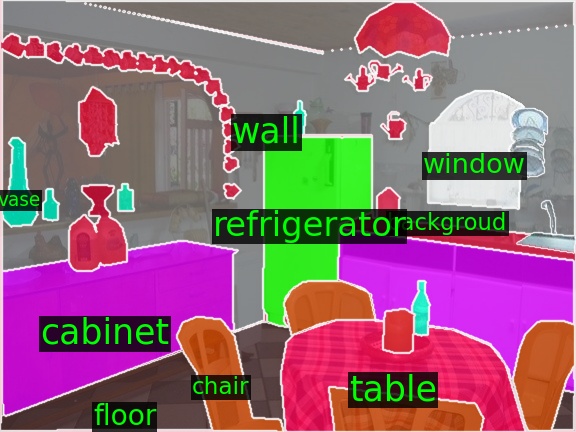 wall
window
vase
refrigerator
ackgroud
cabinet
chair
table
floor